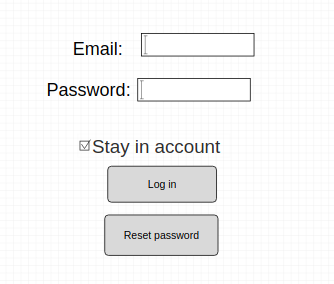 Email:
Password:
Stay in account
Log in
Reset password